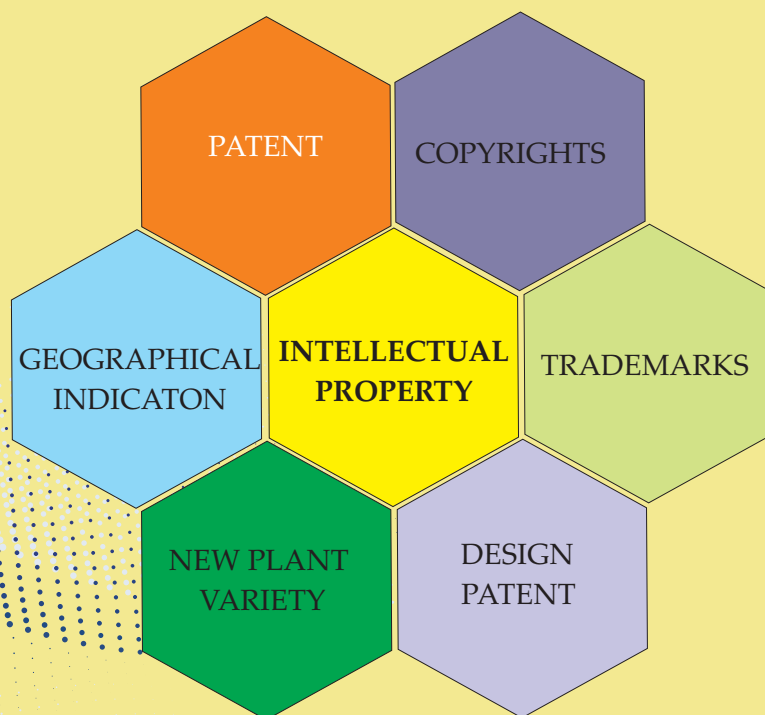 PATENT
COPYRIGHTS
GEOGRAPHICAL
INDICATON
INTELLECTUAL
PROPERTY
TRADEMARKS
NEW PLANT
VARIETY
DESIGN
PATENT